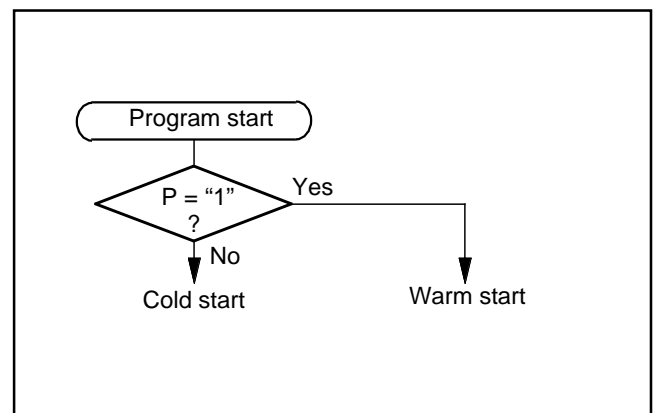 Program start
P = “1”
?
Yes
No
Cold start
Warm start